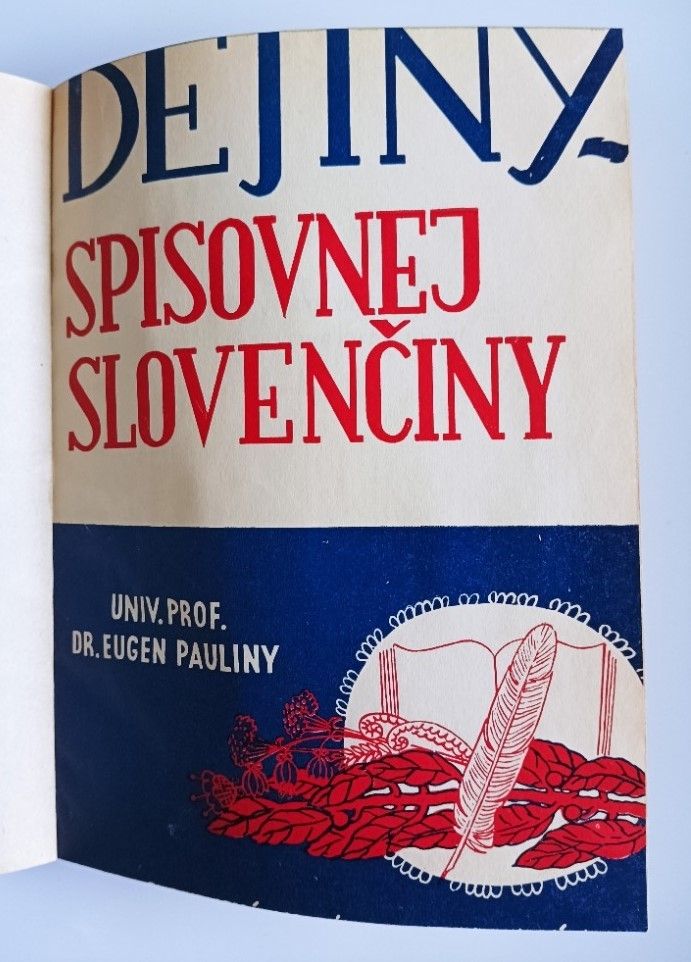 DEJINY
SPISOVNEJ
SLOVENČINY
UNIV. PROF.
DR. EUGEN PAULINY